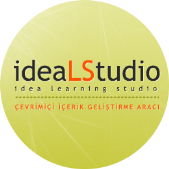 ideaLStudio
idea learning studio
ÇEVRİMİÇİ İÇERİK GELİŞTİRME ARACI